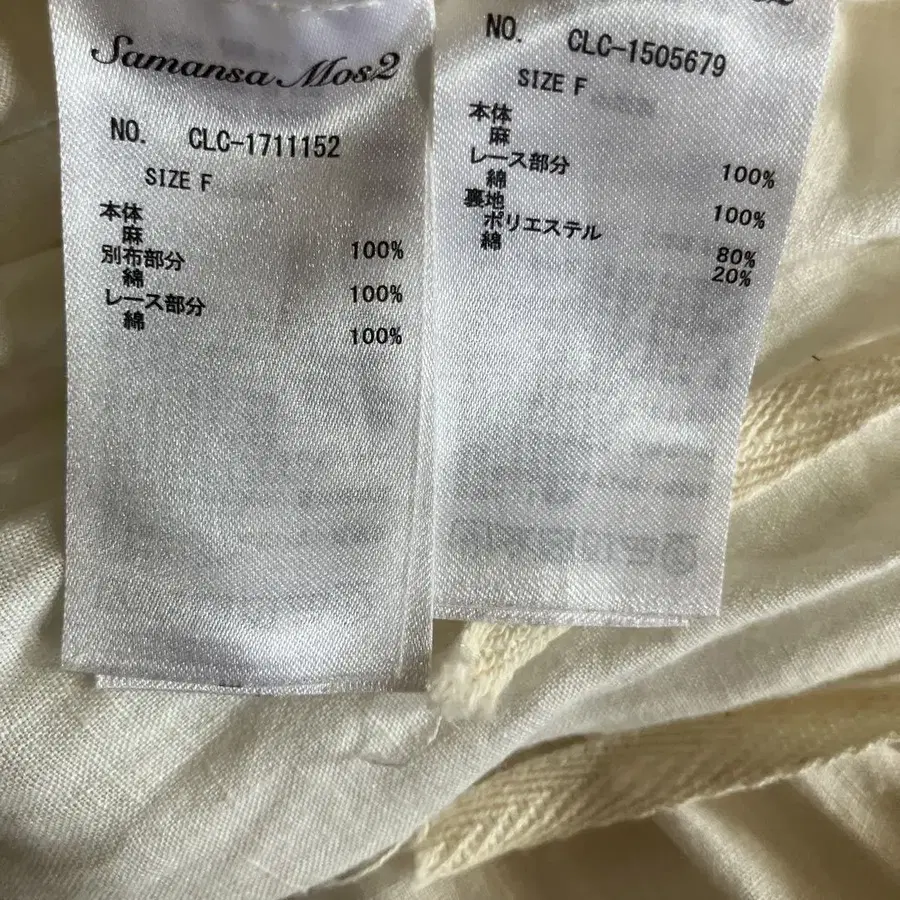 Samansa Mos2
NO. CLC-1711152
SIZE F
本体
麻 100%
別布部分
綿 100%
レース部分
綿 100%
Mos2
NO. CLC-1505679
SIZE F
本体
麻 100%
レース部分
綿 100%
裏地
ポリエステル 80%
綿 20%